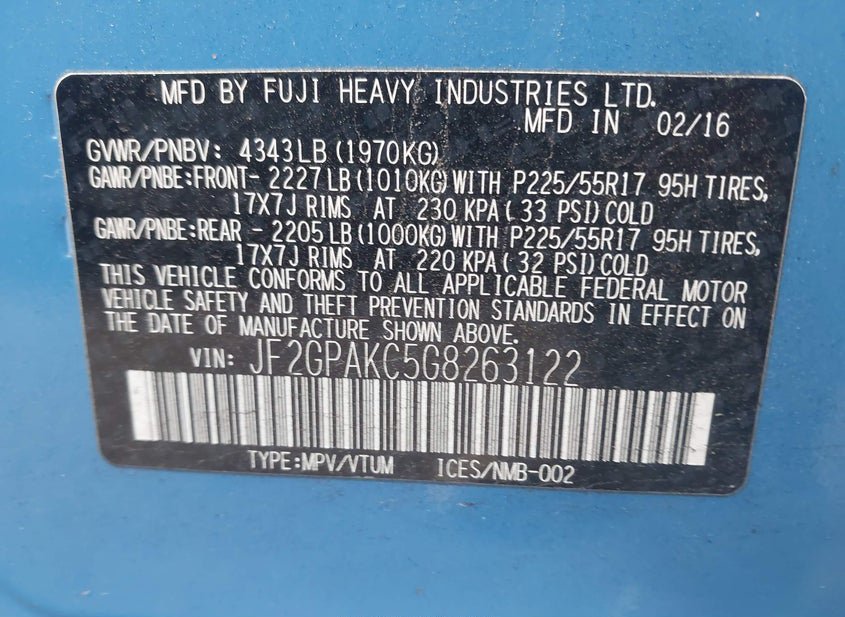 MFD BY FUJI HEAVY INDUSTRIES LTD.
MFD IN 02/16
GVWR/PNBV: 4343LB (1970KG)
GAWR/PNBE:FRONT- 2227LB (1010KG) WITH P225/55R17 95H TIRES,
17X7J RIMS AT 230 KPA (33 PSI) COLD
GAWR/PNBE:REAR - 2205LB (1000KG) WITH P225/55R17 95H TIRES,
17X7J RIMS AT 220 KPA (32 PSI) COLD
THIS VEHICLE CONFORMS TO ALL APPLICABLE FEDERAL MOTOR
VEHICLE SAFETY AND THEFT PREVENTION STANDARDS IN EFFECT ON
THE DATE OF MANUFACTURE SHOWN ABOVE.
VIN: JF2GPAKC5G8263122
TYPE:MPV/VTUM ICES/NMB-002